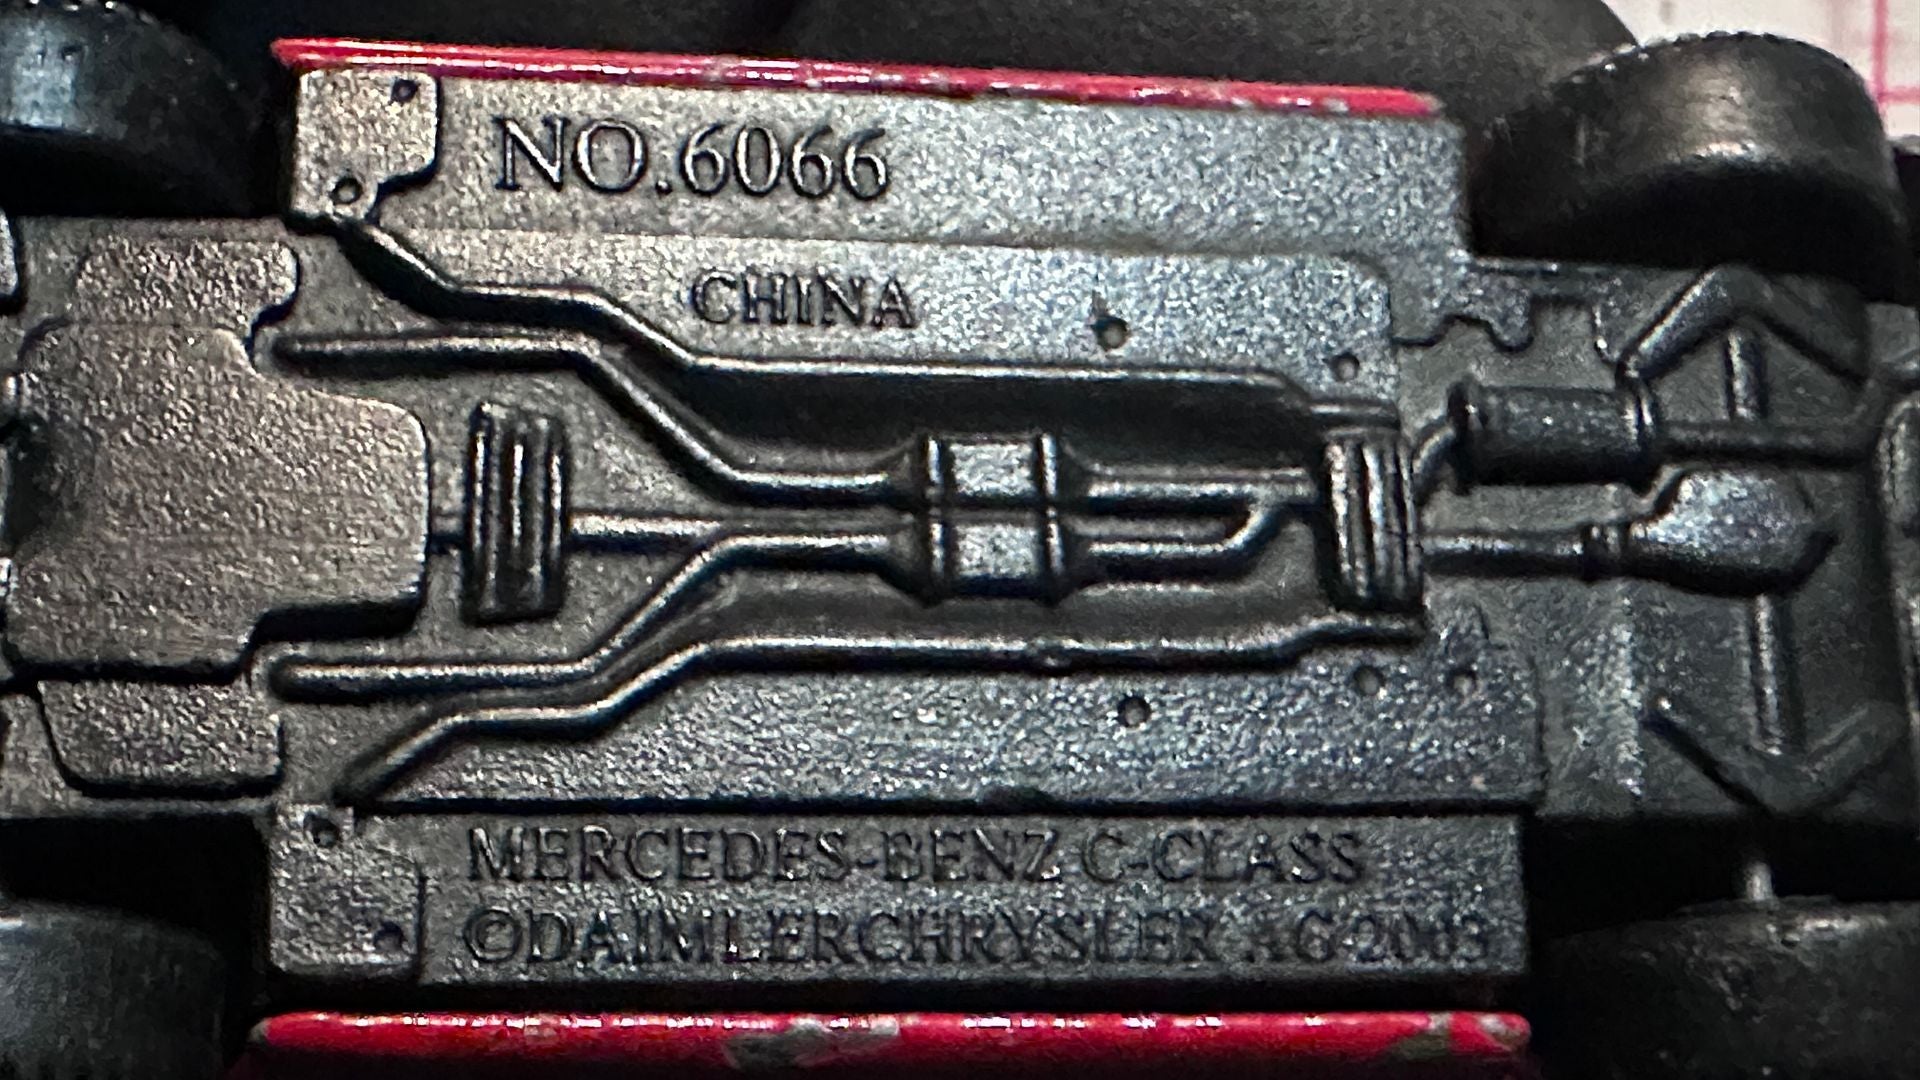 NO.6066
CHINA
MERCEDES-BENZ C-CLASS
©DAIMLERCHRYSLER AG 2003